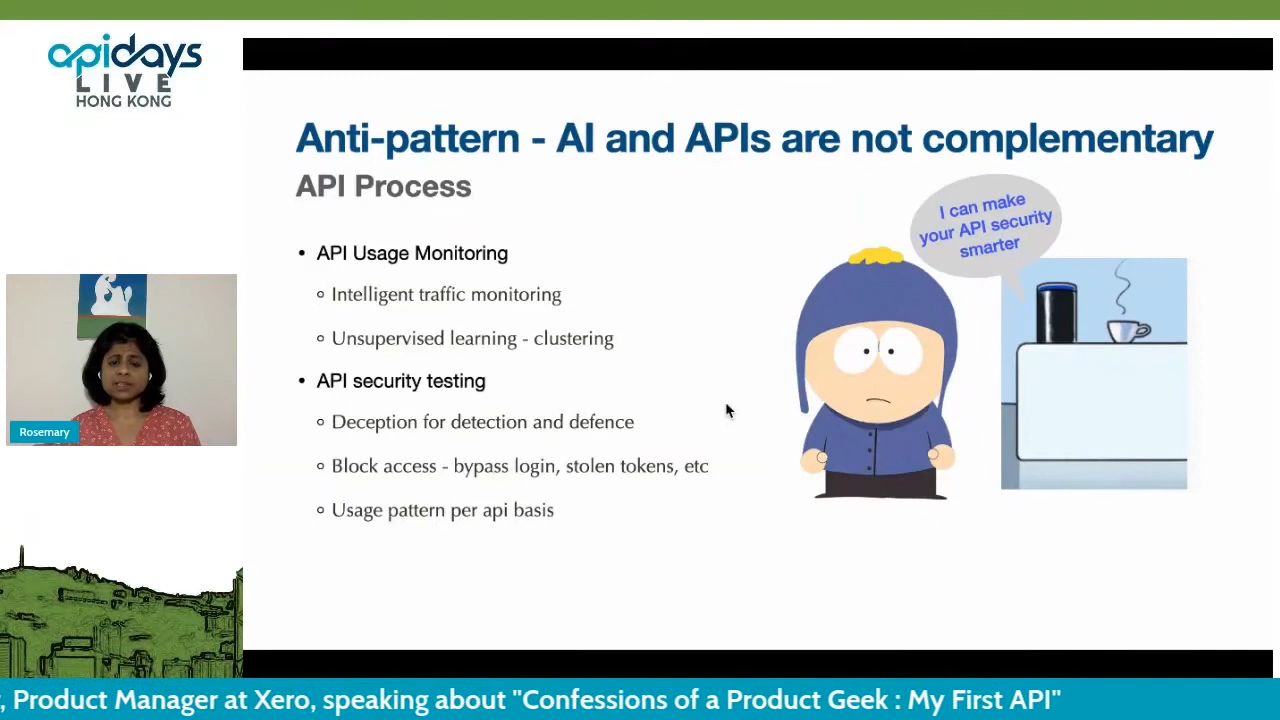 apidays
LIVE
HONG KONG
Anti-pattern - AI and APIs are not complementary
API Process
• API Usage Monitoring
○ Intelligent traffic monitoring
○ Unsupervised learning - clustering
• API security testing
○ Deception for detection and defence
○ Block access - bypass login, stolen tokens, etc
○ Usage pattern per api basis
I can make
your API security
smarter
Rosemary
, Product Manager at Xero, speaking about "Confessions of a Product Geek : My First API"